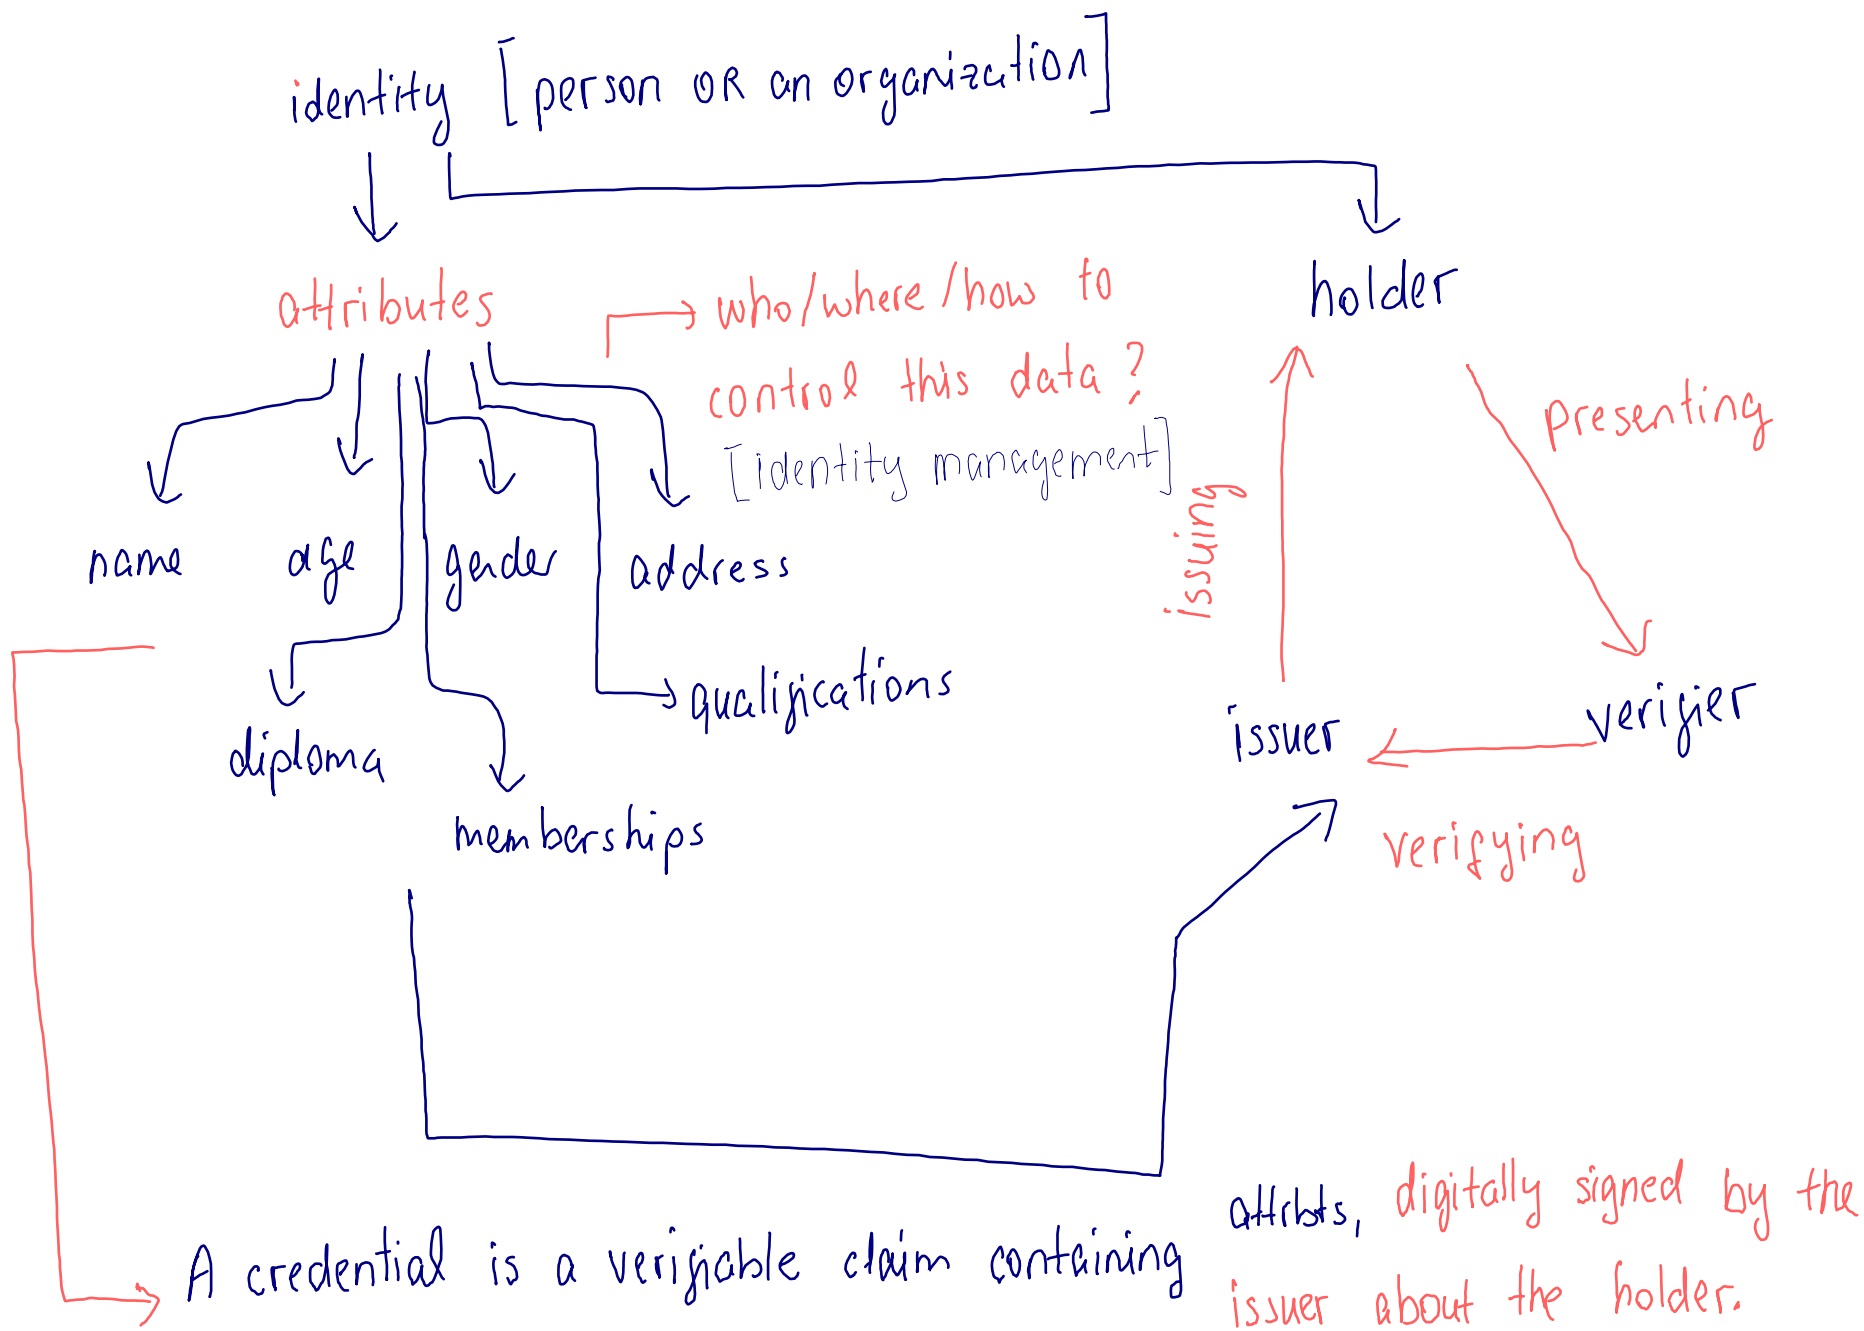 identity [person OR an organization]
attributes
who/where/how to
control this data?
[identity management]
holder
presenting
issuing
name age gender address
diploma
qualifications
memberships
issuer
verifier
verifying
A credential is a verifiable claim containing attrbts, digitally signed by the
issuer about the holder.